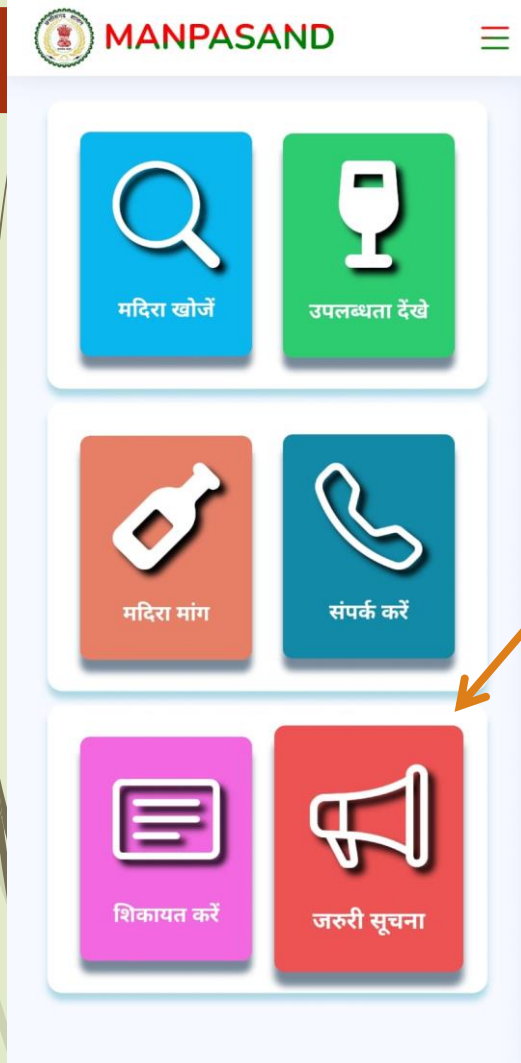 MANPASAND
मदिरा खोजें
उपलब्धता देंखे
मदिरा मांग
संपर्क करें
शिकायत करें
जरुरी सूचना